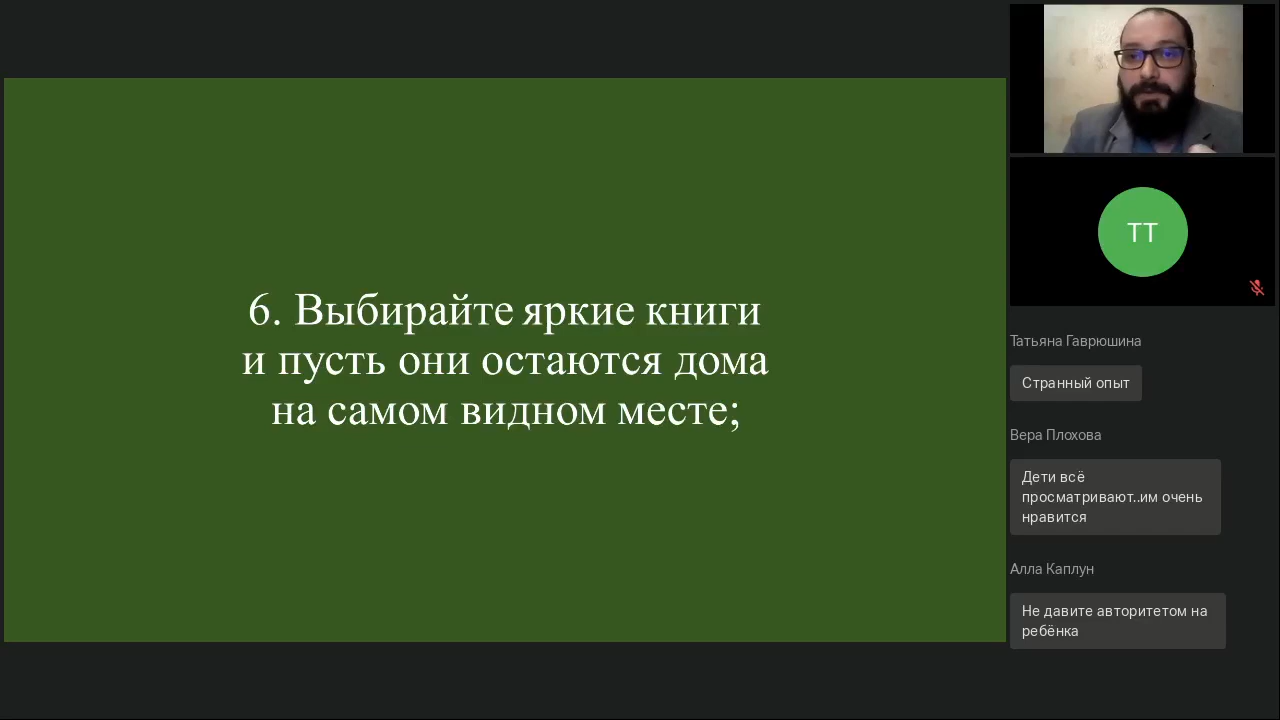 6. Выбирайте яркие книги
и пусть они остаются дома
на самом видном месте;
ТТ
Татьяна Гаврюшина
Странный опыт
Вера Плохова
Дети всё
просматривают..им очень
нравится
Алла Каплун
Не давите авторитетом на
ребёнка